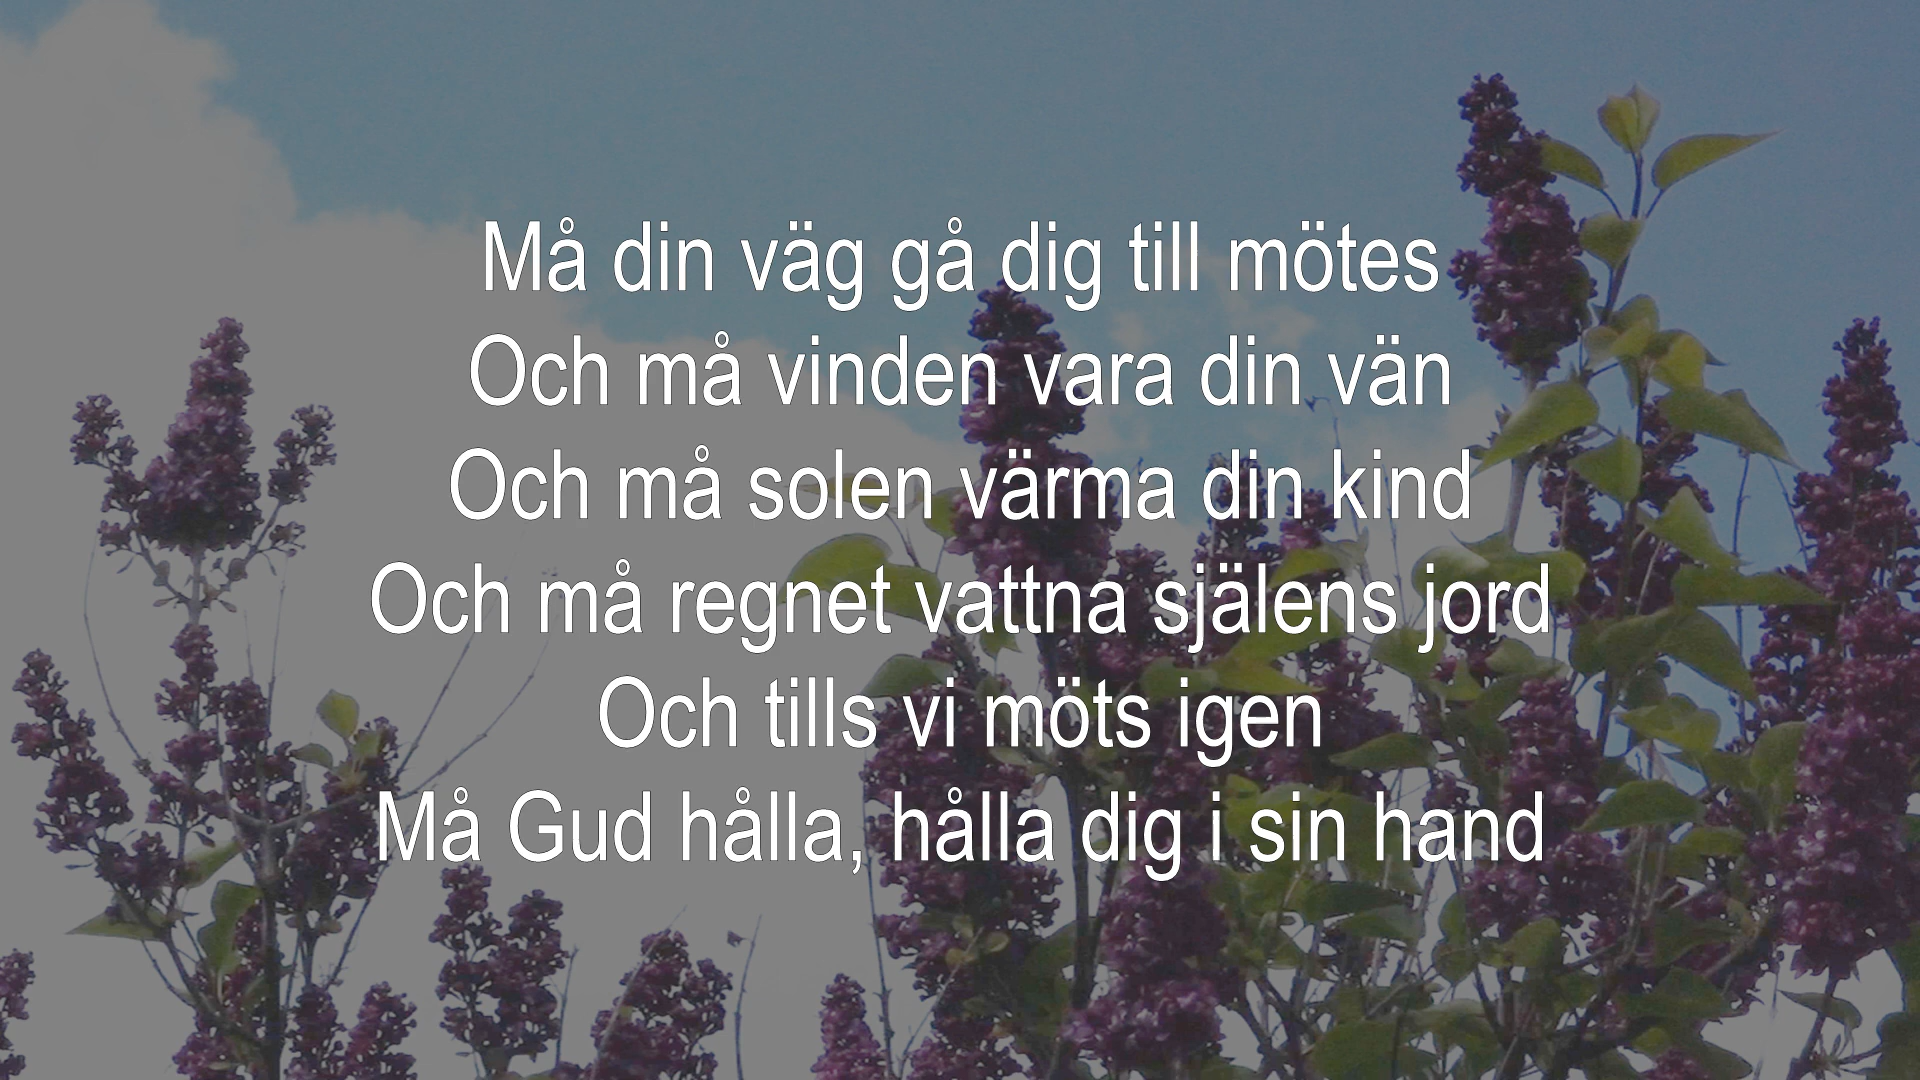 Må din väg gå dig till mötes
Och må vinden vara din vän
Och må solen värma din kind
Och må regnet vattna själens jord
Och tills vi möts igen
Må Gud hålla, hålla dig i sin hand